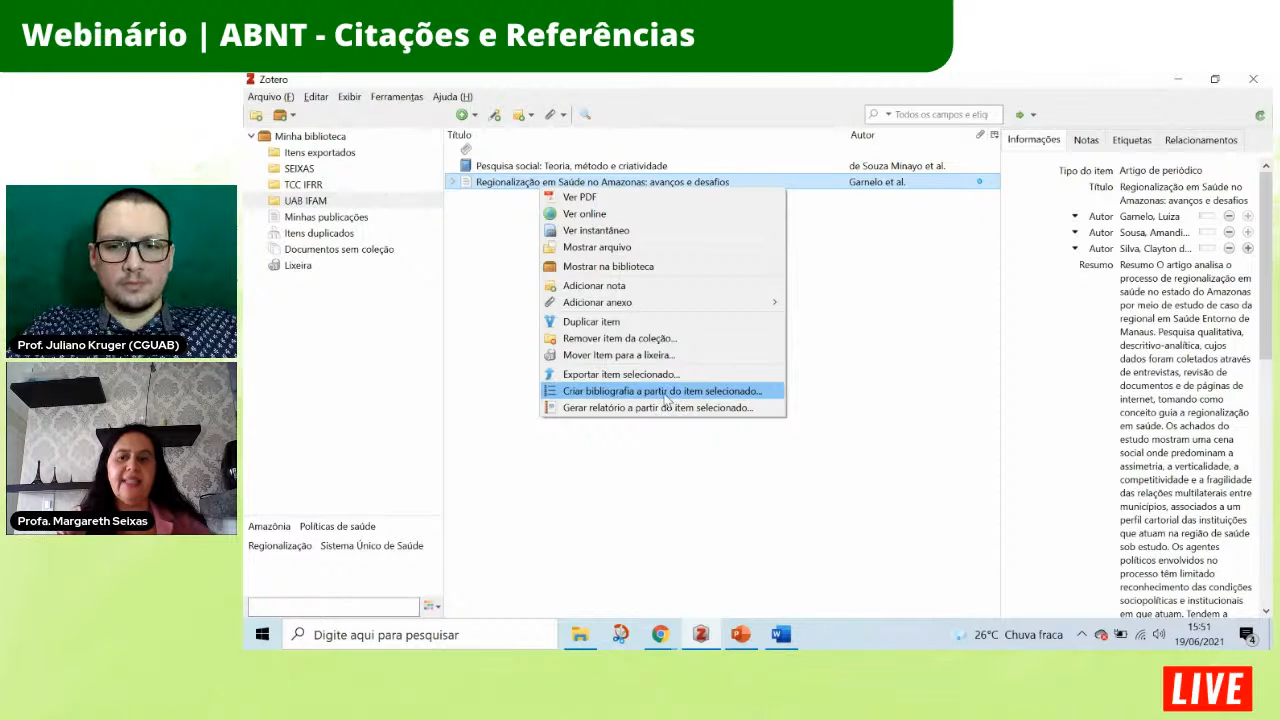 Webinário | ABNT - Citações e Referências
Zotero
Arquivo (F) Editar Exibir Ferramentas Ajuda (H)
Todos os campos e etiq
Minha biblioteca
Itens exportados
SEIXAS
TCC IFRR
UAB IFAM
Minhas publicações
Itens duplicados
Documentos sem coleção
Lixeira
Título Autor
Pesquisa social: Teoria, método e criatividade de Souza Minayo et al.
Regionalização em Saúde no Amazonas: avanços e desafios Garnelo et al.
Ver PDF
Ver online
Ver instantâneo
Mostrar arquivo
Mostrar na biblioteca
Adicionar nota
Adicionar anexo
Duplicar item
Remover item da coleção...
Mover Item para a lixeira...
Exportar item selecionado...
Criar bibliografia a partir do item selecionado...
Gerar relatório a partir do item selecionado...
Informações Notas Etiquetas Relacionamentos
Tipo do item Artigo de periódico
Título Regionalização em Saúde no
Amazonas: avanços e desafios
Autor Garnelo, Luiza
Autor Sousa, Amandi...
Autor Silva, Clayton d...
Resumo Resumo O artigo analisa o
processo de regionalização em
saúde no estado do Amazonas
por meio de estudo de caso da
regional em Saúde Entorno de
Manaus. Pesquisa qualitativa,
descritivo-analítica, cujos
dados foram coletados através
de entrevistas, revisão de
documentos e de páginas de
internet, tomando como
conceito guia a regionalização
em saúde. Os achados do
estudo mostram uma cena
social onde predominam a
assimetria, a verticalidade, a
competitividade e a fragilidade
das relações multilaterais entre
municípios, associados a um
perfil cartorial das instituições
que atuam na região de saúde
sob estudo. Os agentes
políticos envolvidos no
processo têm limitado
reconhecimento das condições
sociopolíticas e institucionais
em que atuam. Tendem a
Prof. Juliano Kruger (CGUAB)
Profa. Margareth Seixas
Amazônia Políticas de saúde
Regionalização Sistema Único de Saúde
Digite aqui para pesquisar
26°C Chuva fraca
15:51
19/06/2021
4
LIVE